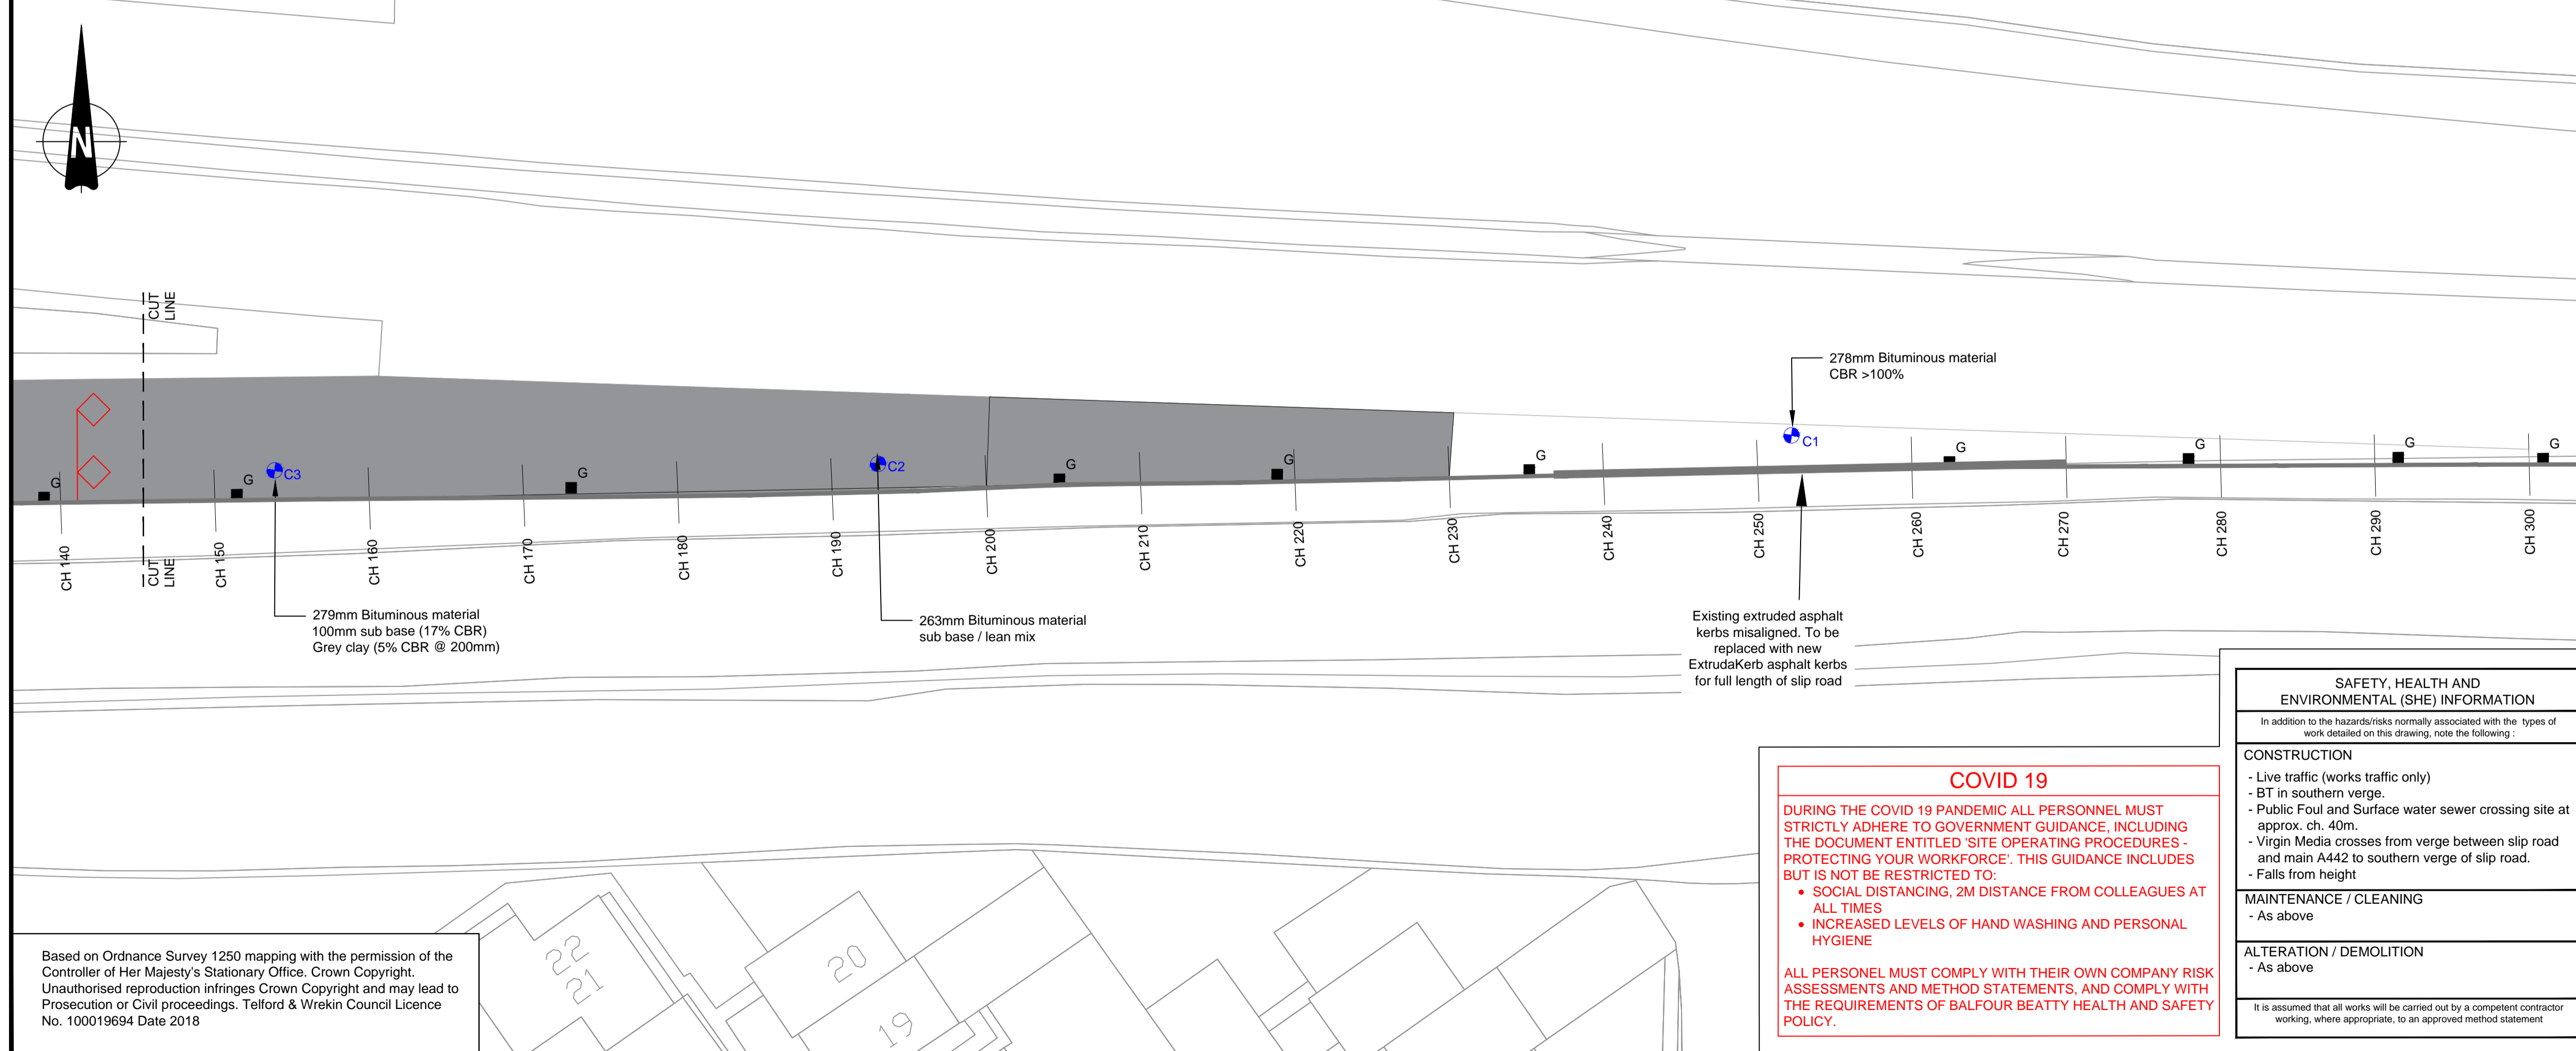 N
CUT
LINE
278mm Bituminous material
CBR >100%
C1
G
G
G
G
G
G
G
G
G
G
G
C3
C2
CH 140
CUT
LINE
CH 150
CH 160
CH 170
CH 180
CH 190
CH 200
CH 210
CH 220
CH 230
CH 240
CH 250
CH 260
CH 270
CH 280
CH 290
CH 300
279mm Bituminous material
100mm sub base (17% CBR)
Grey clay (5% CBR @ 200mm)
263mm Bituminous material
sub base / lean mix
Existing extruded asphalt
kerbs misaligned. To be
replaced with new
ExtrudaKerb asphalt kerbs
for full length of slip road
SAFETY, HEALTH AND
ENVIRONMENTAL (SHE) INFORMATION
In addition to the hazards/risks normally associated with the types of
work detailed on this drawing, note the following :
CONSTRUCTION
- Live traffic (works traffic only)
- BT in southern verge.
- Public Foul and Surface water sewer crossing site at
approx. ch. 40m.
- Virgin Media crosses from verge between slip road
and main A442 to southern verge of slip road.
- Falls from height
MAINTENANCE / CLEANING
- As above
ALTERATION / DEMOLITION
- As above
It is assumed that all works will be carried out by a competent contractor
working, where appropriate, to an approved method statement
COVID 19
DURING THE COVID 19 PANDEMIC ALL PERSONNEL MUST
STRICTLY ADHERE TO GOVERNMENT GUIDANCE, INCLUDING
THE DOCUMENT ENTITLED 'SITE OPERATING PROCEDURES -
PROTECTING YOUR WORKFORCE'. THIS GUIDANCE INCLUDES
BUT IS NOT BE RESTRICTED TO:
• SOCIAL DISTANCING, 2M DISTANCE FROM COLLEAGUES AT
ALL TIMES
• INCREASED LEVELS OF HAND WASHING AND PERSONAL
HYGIENE
ALL PERSONEL MUST COMPLY WITH THEIR OWN COMPANY RISK
ASSESSMENTS AND METHOD STATEMENTS, AND COMPLY WITH
THE REQUIREMENTS OF BALFOUR BEATTY HEALTH AND SAFETY
POLICY.
22
21
20
19
Based on Ordnance Survey 1250 mapping with the permission of the
Controller of Her Majesty's Stationary Office. Crown Copyright.
Unauthorised reproduction infringes Crown Copyright and may lead to
Prosecution or Civil proceedings. Telford & Wrekin Council Licence
No. 100019694 Date 2018